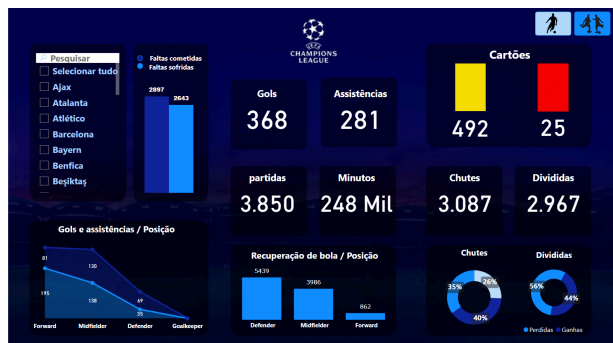 UEFA
CHAMPIONS
LEAGUE
Pesquisar
Selecionar tudo
Ajax
Atalanta
Atlético
Barcelona
Bayern
Benfica
Beşiktaş
Faltas cometidas
Faltas sofridas
2897
2643
Gols
368
Assistências
281
Cartões
492
25
partidas
3.850
Minutos
248 Mil
Chutes
3.087
Divididas
2.967
Gols e assistências / Posição
81
130
69
195
138
35
Forward
Midfielder
Defender
Goalkeeper
Recuperação de bola / Posição
5439
3986
862
Defender
Midfielder
Forward
Chutes
35%
26%
40%
Divididas
56%
44%
Perdidas
Ganhas